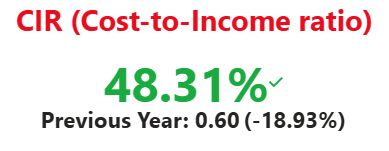 CIR (Cost-to-Income ratio)
48.31%✓
Previous Year: 0.60 (-18.93%)